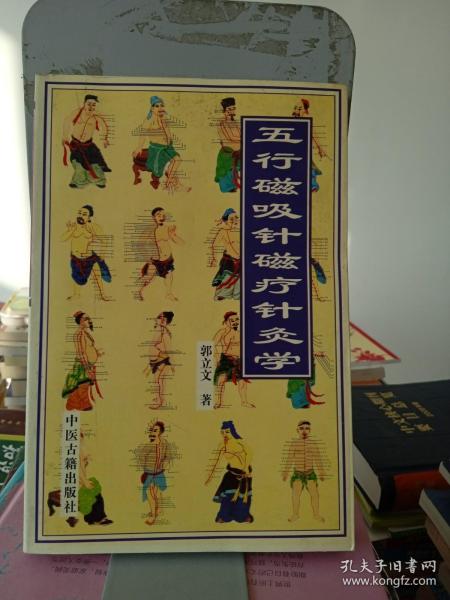 五行磁吸针磁疗针灸学
郭立文 著
中医古籍出版社
孔夫子旧书网
kongfz.com